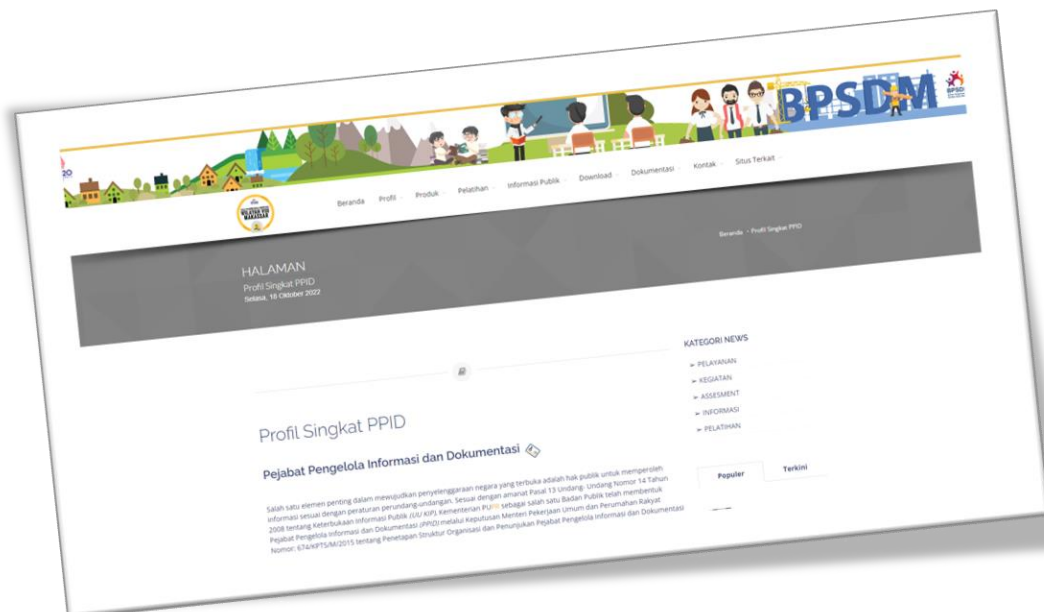 20
BPSDM
BPSDM
WILAYAH VIII
MAKASSAR
Beranda
Profil
Produk
Pelatihan
Informasi Publik
Download
Dokumentasi
Kontak
Situs Terkait
HALAMAN
Profil Singkat PPID
Selasa, 18 Oktober 2022
Beranda
Profil Singkat PPID
Profil Singkat PPID
Pejabat Pengelola Informasi dan Dokumentasi
Salah satu elemen penting dalam mewujudkan penyelenggaraan negara yang terbuka adalah hak publik untuk memperoleh
informasi sesuai dengan peraturan perundang-undangan. Sesuai dengan amanat Pasal 13 Undang- Undang Nomor 14 Tahun
2008 tentang Keterbukaan Informasi Publik (UU KIP), Kementerian PUPR sebagai salah satu Badan Publik telah membentuk
Pejabat Pengelola Informasi dan Dokumentasi (PPID) melalui Keputusan Menteri Pekerjaan Umum dan Perumahan Rakyat
Nomor: 674/KPTS/M/2015 tentang Penetapan Struktur Organisasi dan Penunjukan Pejabat Pengelola Informasi dan Dokumentasi
KATEGORI NEWS
➢ PELAYANAN
➢ KEGIATAN
➢ ASSESMENT
➢ INFORMASI
➢ PELATIHAN
Populer
Terkini